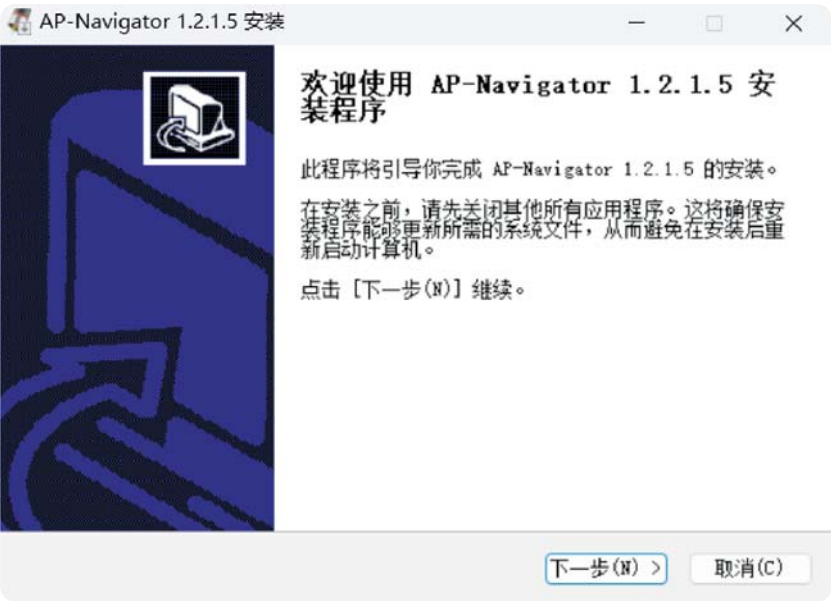 AP-Navigator 1.2.1.5 安装
欢迎使用 AP-Navigator 1.2.1.5 安
装程序
此程序将引导你完成 AP-Navigator 1.2.1.5 的安装。
在安装之前，请先关闭其他所有应用程序。这将确保安
装程序能够更新所需的系统文件，从而避免在安装后重
新启动计算机。
点击 [下一步(N)] 继续。
下一步(N) >
取消(C)